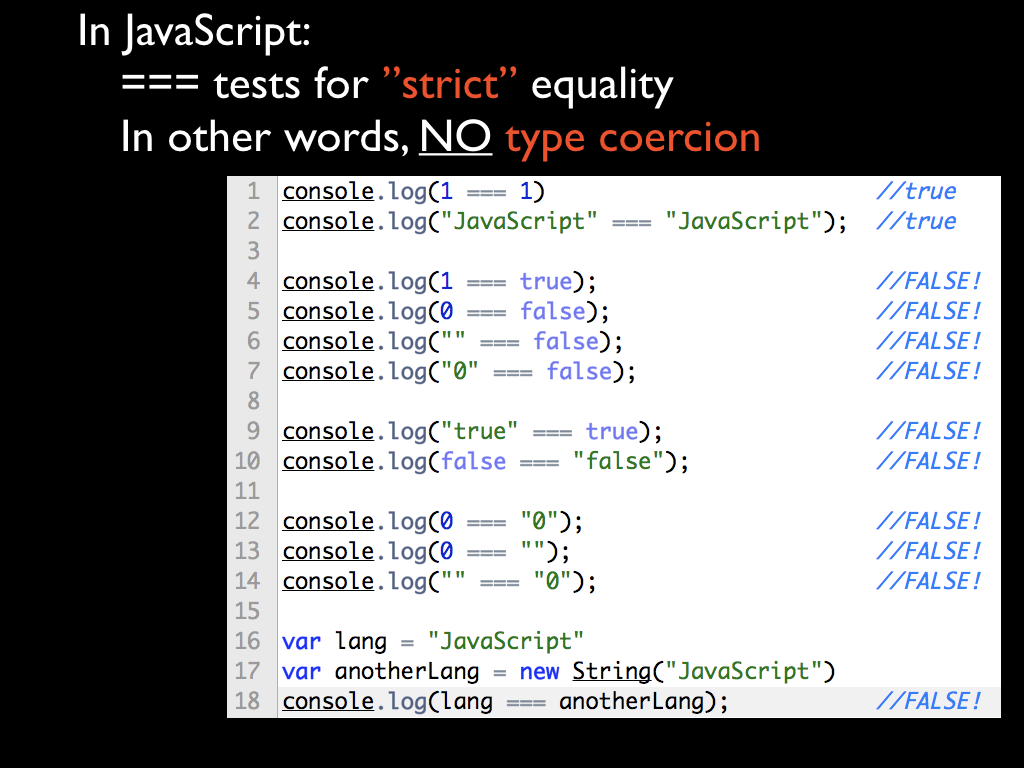 In JavaScript:
=== tests for ”strict” equality
In other words, NO type coercion
1 console.log(1 === 1) //true
2 console.log("JavaScript" === "JavaScript"); //true
3
4 console.log(1 === true); //FALSE!
5 console.log(0 === false); //FALSE!
6 console.log("" === false); //FALSE!
7 console.log("0" === false); //FALSE!
8
9 console.log("true" === true); //FALSE!
10 console.log(false === "false"); //FALSE!
11
12 console.log(0 === "0"); //FALSE!
13 console.log(0 === ""); //FALSE!
14 console.log("" === "0"); //FALSE!
15
16 var lang = "JavaScript"
17 var anotherLang = new String("JavaScript")
18 console.log(lang === anotherLang); //FALSE!